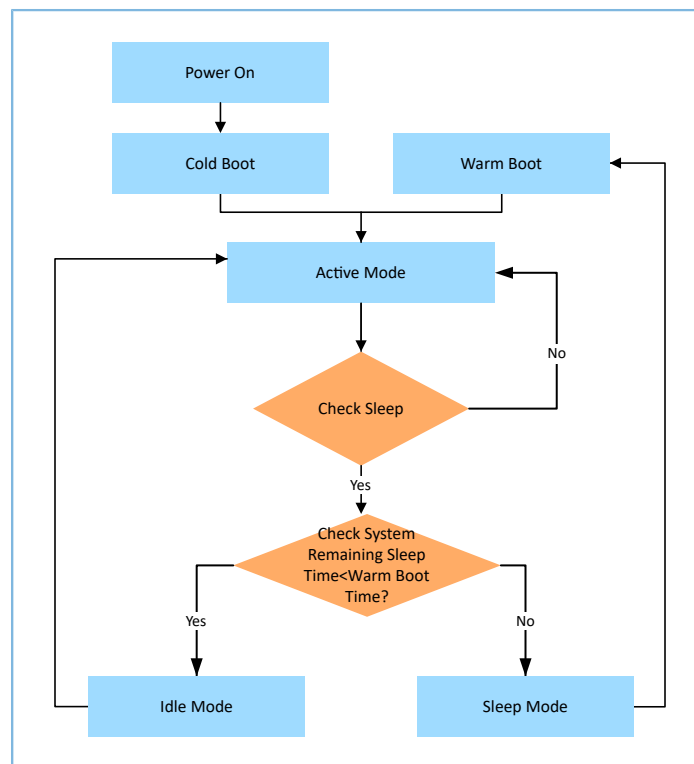 Power On
Cold Boot
Warm Boot
Active Mode
No
Check Sleep
Yes
Check System
Remaining Sleep
Time<Warm Boot
Time?
Yes
No
Idle Mode
Sleep Mode